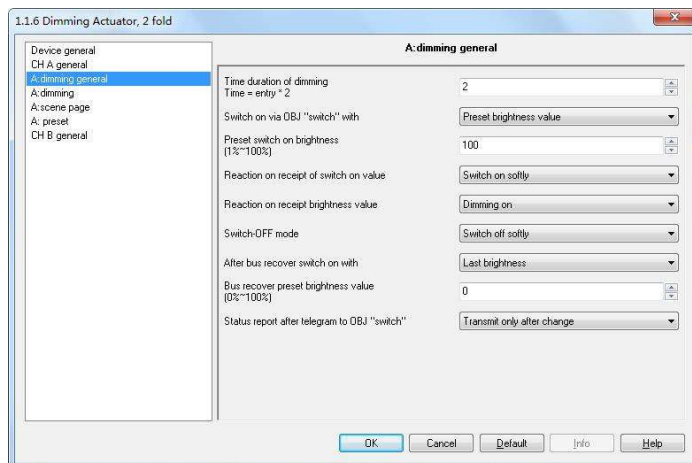 1.1.6 Dimming Actuator, 2 fold
Device general
CH A general
A:dimming general
A:dimming
A:scene page
A: preset
CH B general
A:dimming general
Time duration of dimming
Time = entry * 2
2
Switch on via OBJ "switch" with
Preset brightness value
Preset switch on brightness
(1%~100%)
100
Reaction on receipt of switch on value
Switch on softly
Reaction on receipt brightness value
Dimming on
Switch-OFF mode
Switch off softly
After bus recover switch on with
Last brightness
Bus recover preset brightness value
(0%~100%)
0
Status report after telegram to OBJ "switch"
Transmit only after change
OK
Cancel
Default
Info
Help